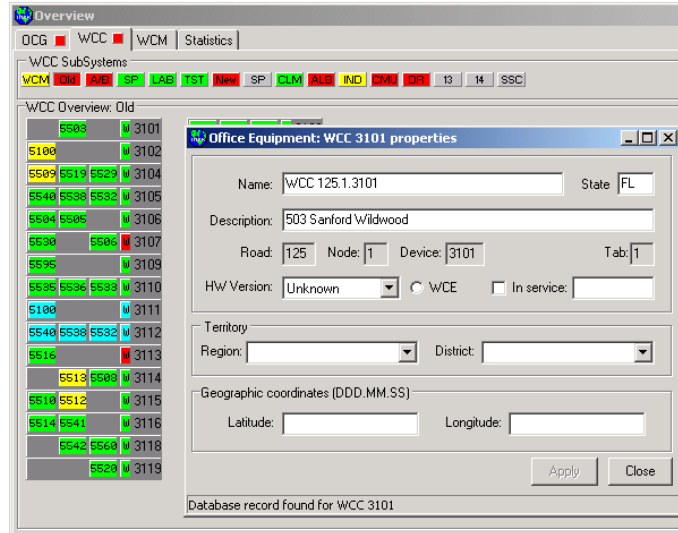 Overview
OCG WCC WCM Statistics
WCC SubSystems
WCM Old A/B SP LAB TST New SP CLM ALB IND CMU DR 13 14 SSC
WCC Overview: Old
5503 W 3101
5100 W 3102
5509 5519 5529 W 3104
5540 5538 5532 W 3105
5504 5505 W 3106
5530 5506 W 3107
5595 W 3109
5535 5536 5533 W 3110
5100 W 3111
5540 5538 5532 W 3112
5516 W 3113
5513 5508 W 3114
5510 5512 W 3115
5514 5541 W 3116
5542 5560 W 3118
5520 W 3119
Office Equipment: WCC 3101 properties
Name: WCC 125.1.3101 State FL
Description: 503 Sanford Wildwood
Road: 125 Node: 1 Device: 3101 Tab: 1
HW Version: Unknown WCE In service:
Territory
Region: District:
Geographic coordinates (DDD.MM.SS)
Latitude: Longitude:
Apply Close
Database record found for WCC 3101